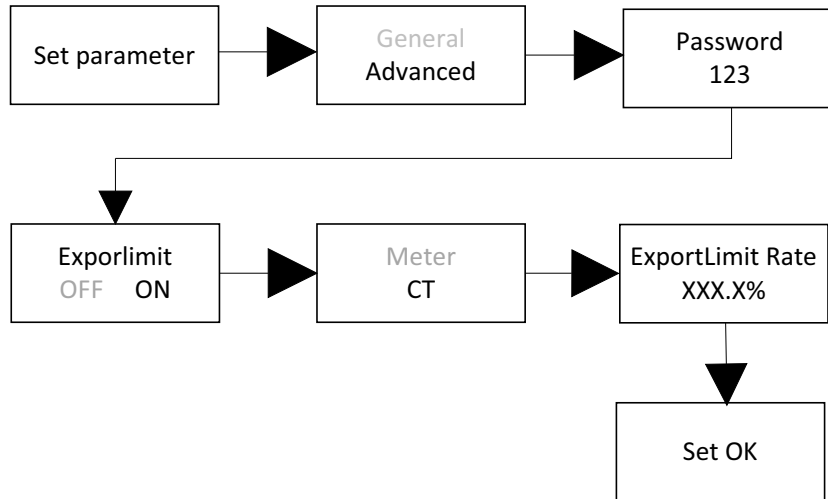 Set parameter
General
Advanced
Password
123
Exporlimit
OFF ON
Meter
CT
ExportLimit Rate
XXX.X%
Set OK